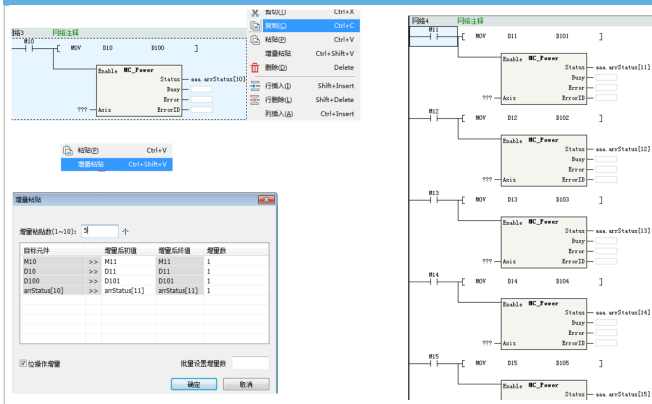 剪切(T) Ctrl+X
复制(C) Ctrl+C
粘贴(P) Ctrl+V
增量粘贴 Ctrl+Shift+V
删除(D) Delete
行插入(I) Shift+Insert
行删除(L) Shift+Delete
列插入(A) Ctrl+Insert
网络3 网络注释
M10
[ MOV D10 D100 ]
Enable MC_Power
Status aaa.arrStatus[10]
Busy
Error
??? Axis ErrorID
粘贴(P) Ctrl+V
增量粘贴 Ctrl+Shift+V
增量粘贴
增量粘贴数(1~10): 5 个
目标元件 增量后初值 增量后终值 增量数
M10 >> M11 M11 1
D10 >> D11 D11 1
D100 >> D101 D101 1
arrStatus[10] >> arrStatus[11] arrStatus[11] 1
位操作增量 批量设置增量数
确定 取消
网络4 网络注释
M11
[ MOV D11 D101 ]
Enable MC_Power
Status aaa.arrStatus[11]
Busy
Error
??? Axis ErrorID
M12
[ MOV D12 D102 ]
Enable MC_Power
Status aaa.arrStatus[12]
Busy
Error
??? Axis ErrorID
M13
[ MOV D13 D103 ]
Enable MC_Power
Status aaa.arrStatus[13]
Busy
Error
??? Axis ErrorID
M14
[ MOV D14 D104 ]
Enable MC_Power
Status aaa.arrStatus[14]
Busy
Error
??? Axis ErrorID
M15
[ MOV D15 D105 ]
Enable MC_Power
Status aaa.arrStatus[15]